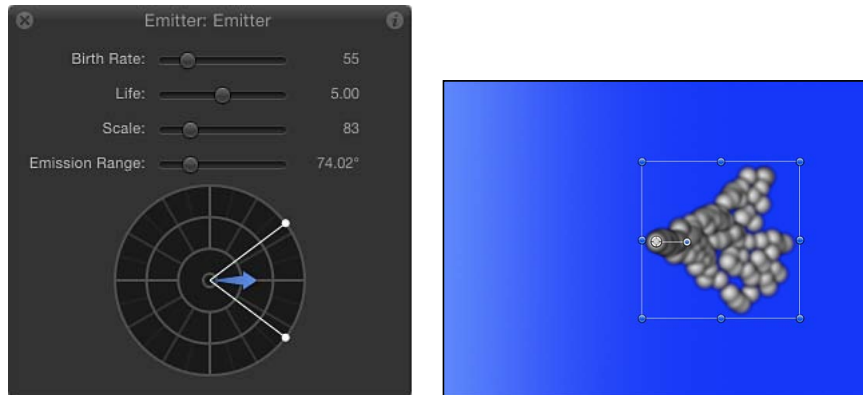 Emitter: Emitter
Birth Rate: 55
Life: 5.00
Scale: 83
Emission Range: 74.02°